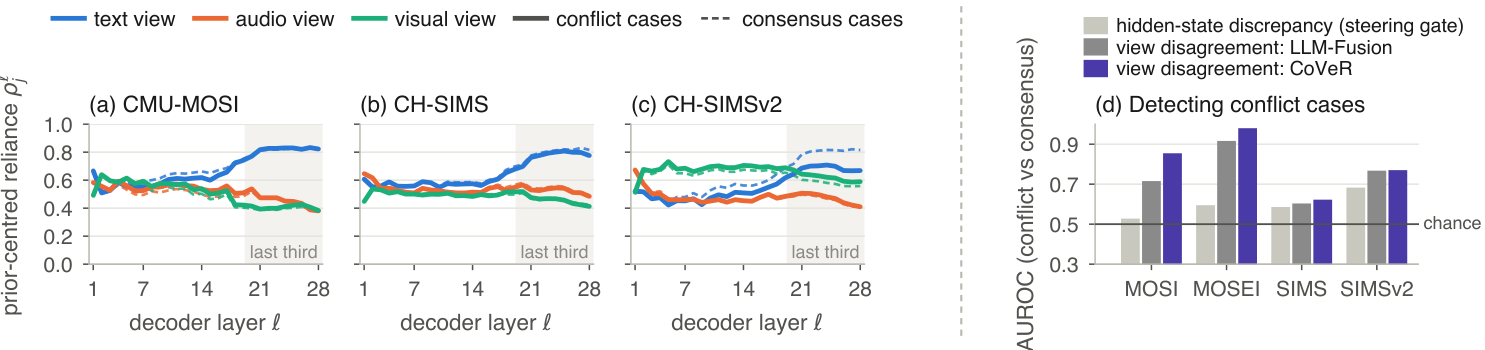 text view
audio view
visual view
conflict cases
consensus cases
prior-centred reliance ρ_j^ℓ
(a) CMU-MOSI
1.0
0.8
0.6
0.4
0.2
0.0
last third
1 7 14 21 28
decoder layer ℓ
(b) CH-SIMS
last third
1 7 14 21 28
decoder layer ℓ
(c) CH-SIMSv2
last third
1 7 14 21 28
decoder layer ℓ
hidden-state discrepancy (steering gate)
view disagreement: LLM-Fusion
view disagreement: CoVeR
(d) Detecting conflict cases
AUROC (conflict vs consensus)
0.9
0.7
0.5
0.3
chance
MOSI MOSEI SIMS SIMSv2